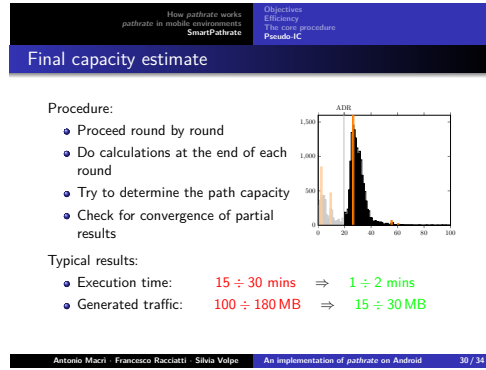 How pathrate works
pathrate in mobile environments
SmartPathrate
Objectives
Efficiency
The core procedure
Pseudo-IC
Final capacity estimate
Procedure:
Proceed round by round
Do calculations at the end of each
round
Try to determine the path capacity
Check for convergence of partial
results
ADR
1,500
1,000
500
0
0 20 40 60 80 100
Typical results:
Execution time: 15 ÷ 30 mins ⇒ 1 ÷ 2 mins
Generated traffic: 100 ÷ 180 MB ⇒ 15 ÷ 30 MB
Antonio Macrì - Francesco Racciatti - Silvia Volpe An implementation of pathrate on Android 30 / 34